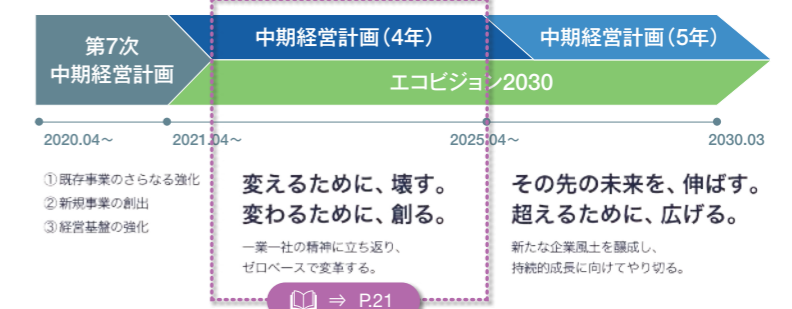 第7次
中期経営計画
中期経営計画（4年）
中期経営計画（5年）
エコビジョン2030
2020.04〜
2021.04〜
2025.04〜
2030.03
①既存事業のさらなる強化
②新規事業の創出
③経営基盤の強化
変えるために、壊す。
変わるために、創る。
一業一社の精神に立ち返り、
ゼロベースで変革する。
その先の未来を、伸ばす。
超えるために、広げる。
新たな企業風土を醸成し、
持続的成長に向けてやり切る。
⇒ P.21